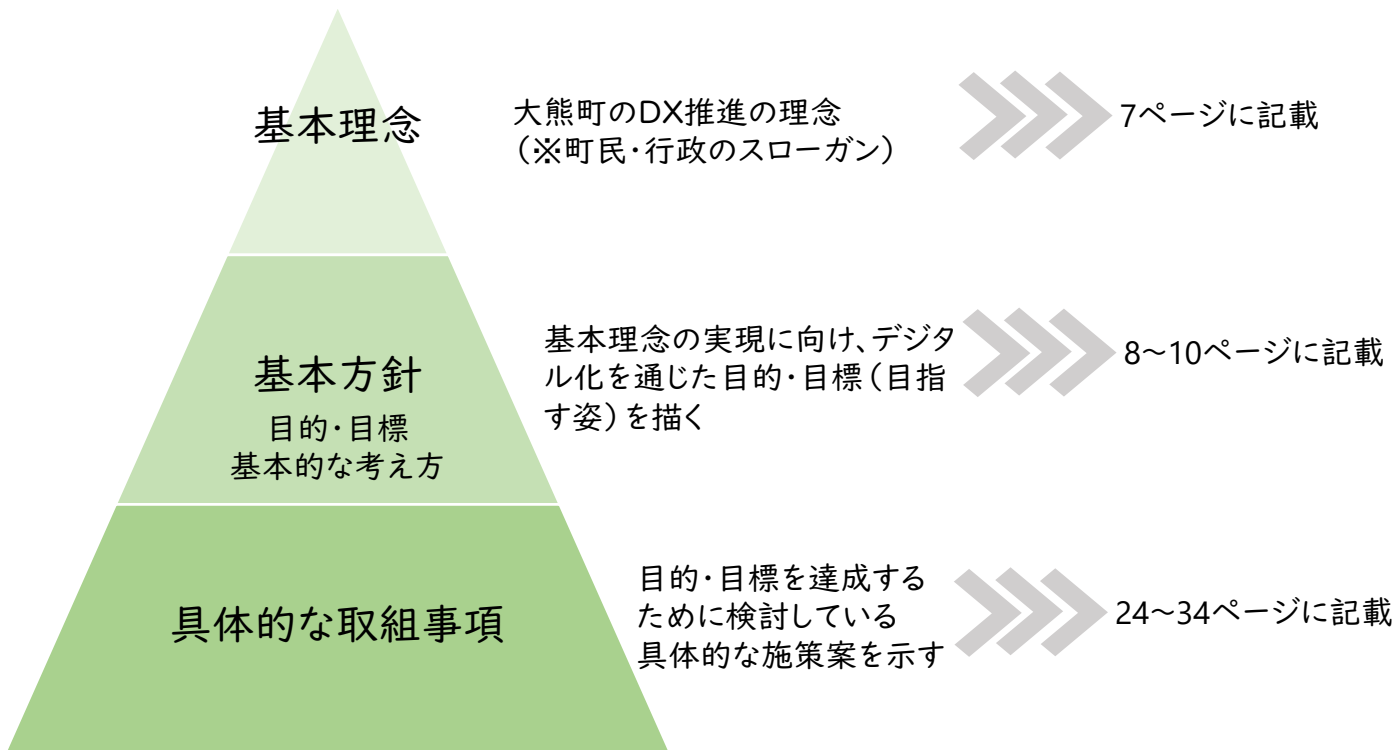 基本理念
大熊町のDX推進の理念
（※町民・行政のスローガン）
7ページに記載
基本方針
目的・目標
基本的な考え方
基本理念の実現に向け、デジタ
ル化を通じた目的・目標（目指
す姿）を描く
8～10ページに記載
具体的な取組事項
目的・目標を達成する
ために検討している
具体的な施策案を示す
24～34ページに記載